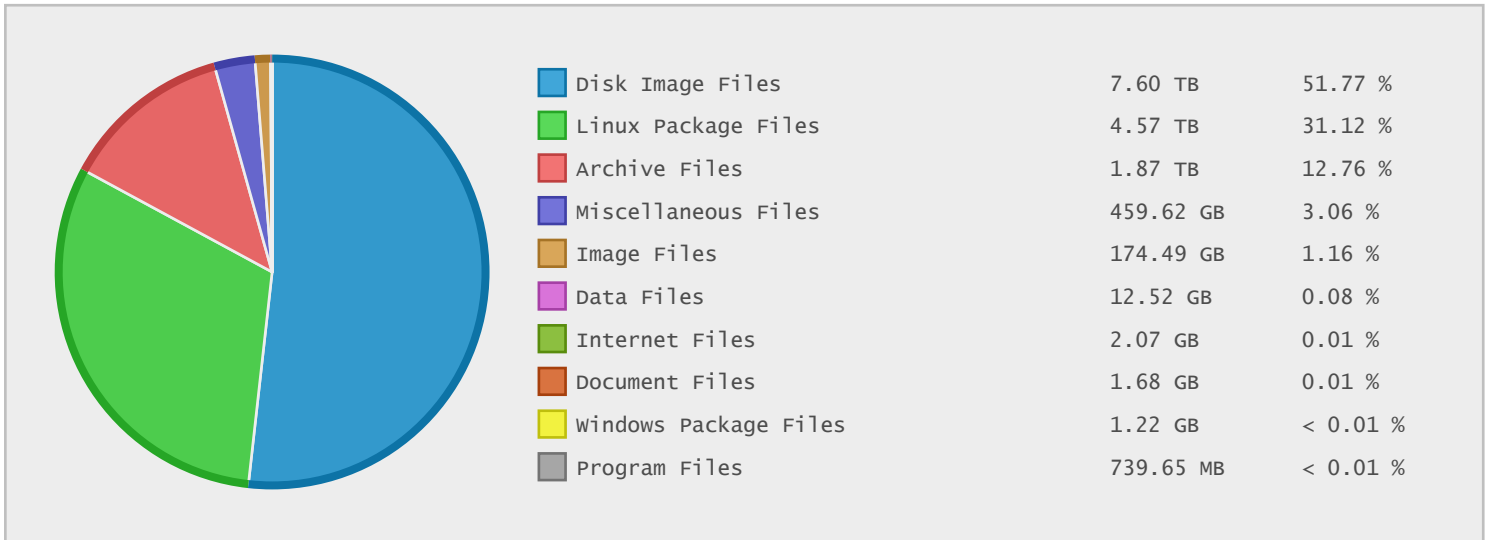 Disk Image Files 7.60 TB 51.77 %
Linux Package Files 4.57 TB 31.12 %
Archive Files 1.87 TB 12.76 %
Miscellaneous Files 459.62 GB 3.06 %
Image Files 174.49 GB 1.16 %
Data Files 12.52 GB 0.08 %
Internet Files 2.07 GB 0.01 %
Document Files 1.68 GB 0.01 %
Windows Package Files 1.22 GB < 0.01 %
Program Files 739.65 MB < 0.01 %